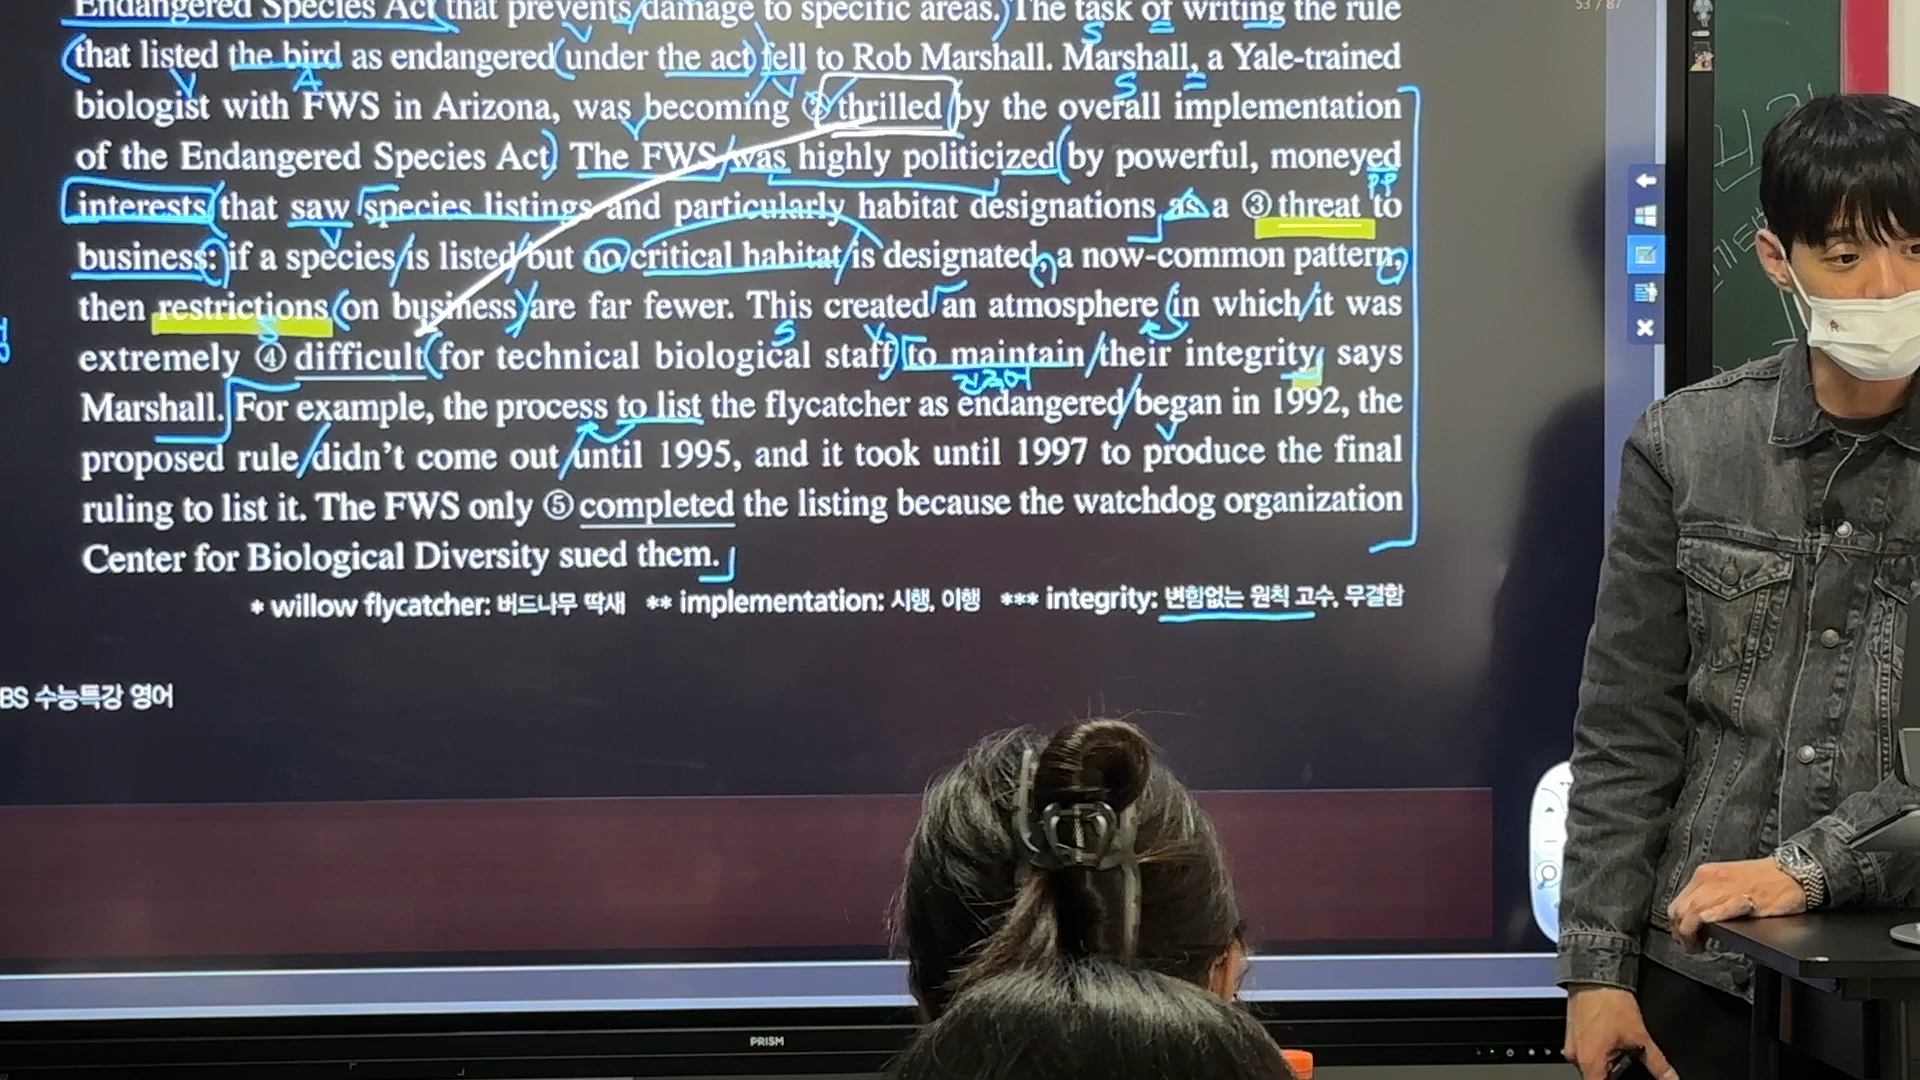 53 / 87
Endangered Species Act that prevents damage to specific areas. The task of writing the rule
that listed the bird as endangered under the act fell to Rob Marshall. Marshall, a Yale-trained
biologist with FWS in Arizona, was becoming ② thrilled by the overall implementation
of the Endangered Species Act. The FWS was highly politicized by powerful, moneyed
interests that saw species listings and particularly habitat designations as a ③ threat to
business: if a species is listed but no critical habitat is designated, a now-common pattern,
then restrictions on business are far fewer. This created an atmosphere in which it was
extremely ④ difficult for technical biological staff to maintain their integrity, says
Marshall. For example, the process to list the flycatcher as endangered began in 1992, the
proposed rule didn't come out until 1995, and it took until 1997 to produce the final
ruling to list it. The FWS only ⑤ completed the listing because the watchdog organization
Center for Biological Diversity sued them.
* willow flycatcher: 버드나무 딱새 ** implementation: 시행, 이행 *** integrity: 변함없는 원칙 고수, 무결함
BS 수능특강 영어
PRISM